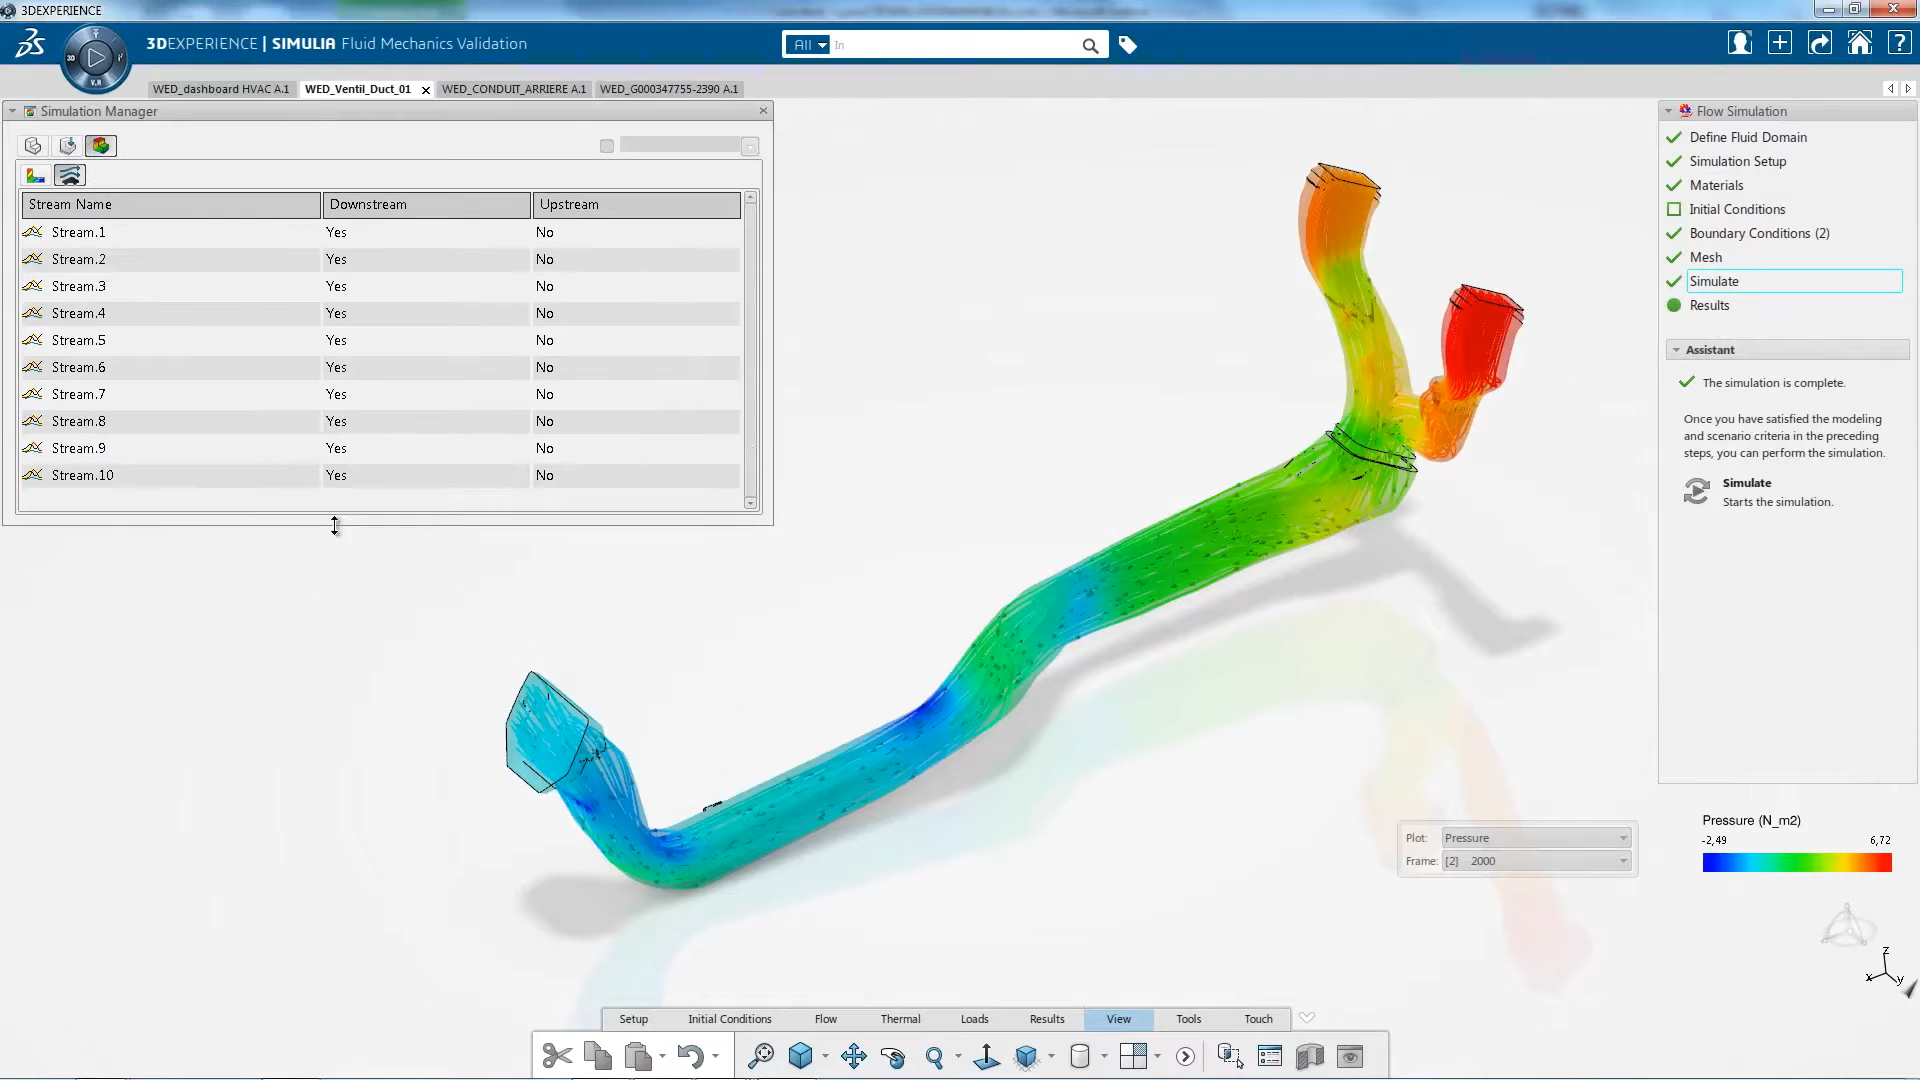 3DEXPERIENCE
3DEXPERIENCE | SIMULIA Fluid Mechanics Validation
3D
V.R
All
In
?
WED_dashboard HVAC A.1
WED_Ventil_Duct_01
WED_CONDUIT_ARRIERE A.1
WED_G000347755-2390 A.1
Simulation Manager
Stream Name Downstream Upstream
Stream.1 Yes No
Stream.2 Yes No
Stream.3 Yes No
Stream.4 Yes No
Stream.5 Yes No
Stream.6 Yes No
Stream.7 Yes No
Stream.8 Yes No
Stream.9 Yes No
Stream.10 Yes No
Flow Simulation
Define Fluid Domain
Simulation Setup
Materials
Initial Conditions
Boundary Conditions (2)
Mesh
Simulate
Results
Assistant
The simulation is complete.
Once you have satisfied the modeling
and scenario criteria in the preceding
steps, you can perform the simulation.
Simulate
Starts the simulation.
Plot: Pressure
Frame: [2] 2000
Pressure (N_m2)
-2,49 6,72
z
x
y
Setup Initial Conditions Flow Thermal Loads Results View Tools Touch